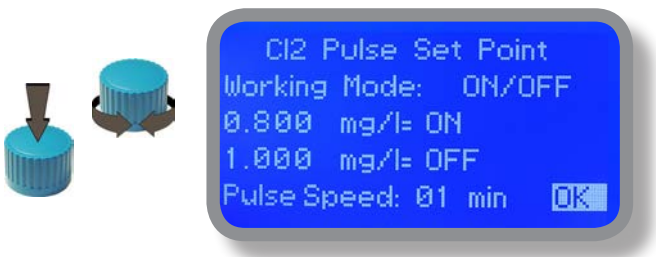 Cl2 Pulse Set Point
Working Mode: ON/OFF
0.800 mg/l= ON
1.000 mg/l= OFF
Pulse Speed: 01 min OK